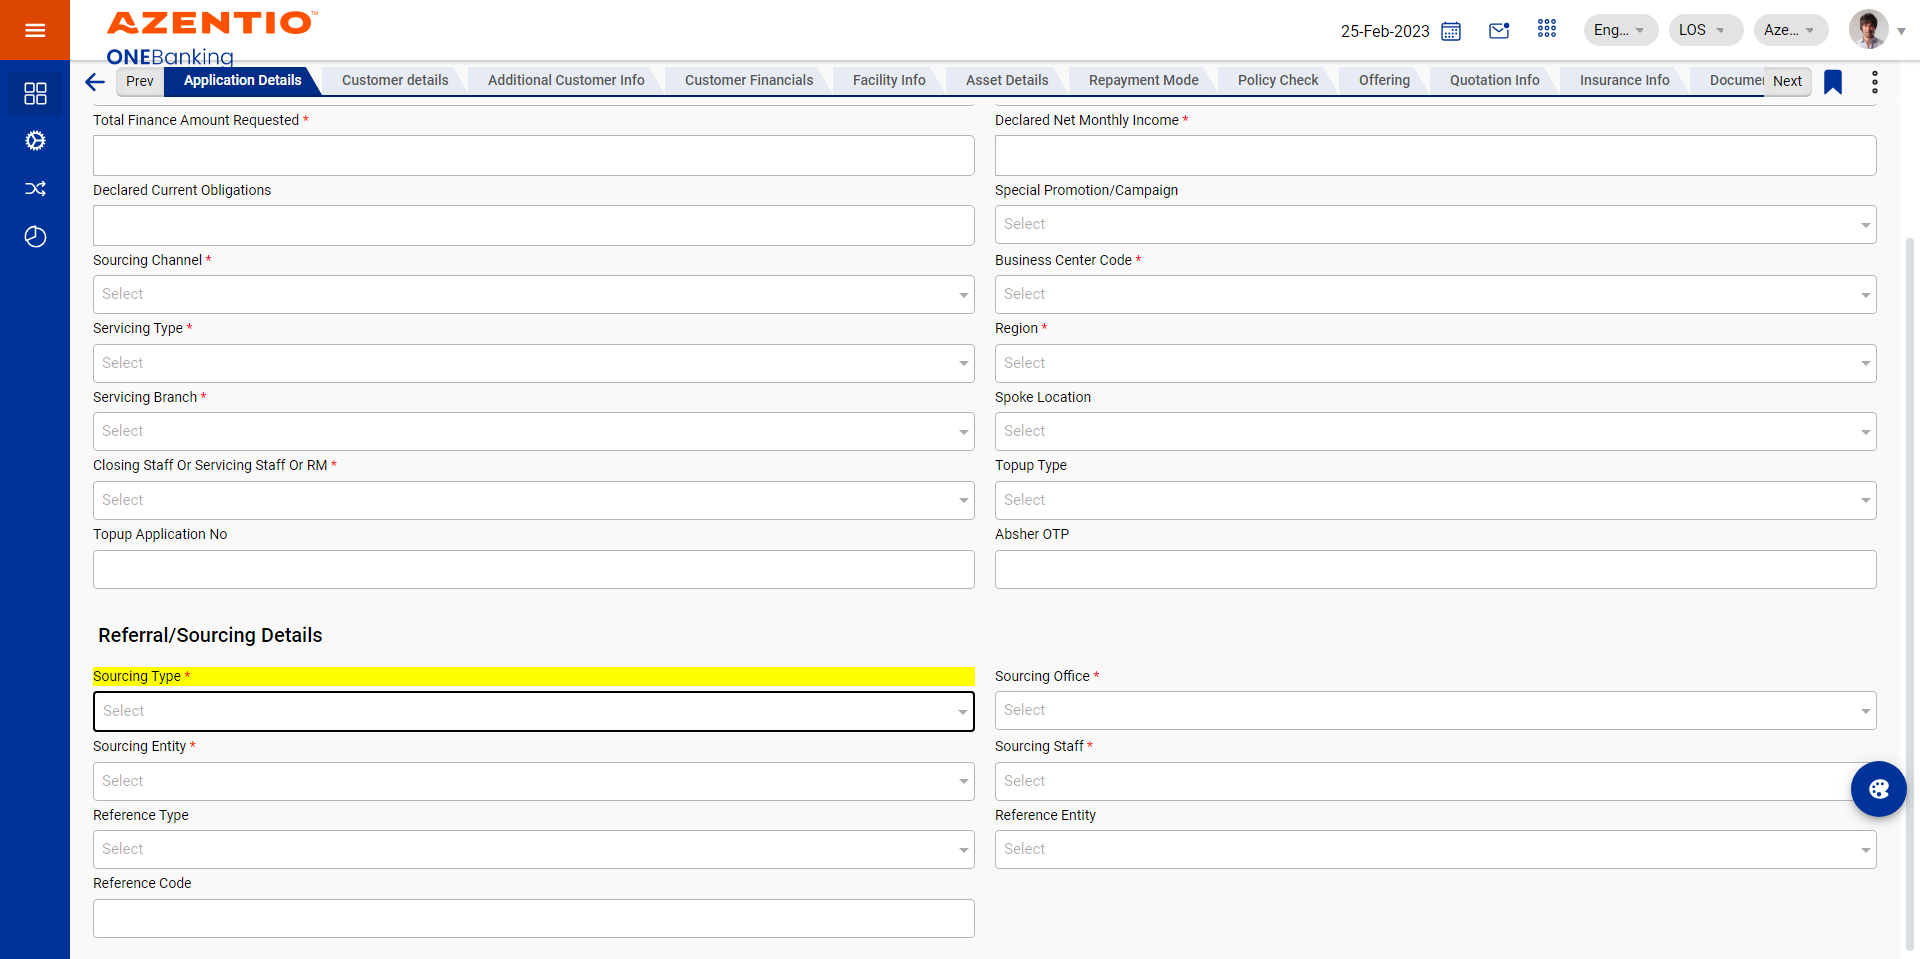 AZENTIO™
ONEBanking
25-Feb-2023
Eng...
LOS
Aze...
Prev
Application Details
Customer details
Additional Customer Info
Customer Financials
Facility Info
Asset Details
Repayment Mode
Policy Check
Offering
Quotation Info
Insurance Info
Documen
Next
Total Finance Amount Requested *
Declared Net Monthly Income *
Declared Current Obligations
Special Promotion/Campaign
Select
Sourcing Channel *
Business Center Code *
Select
Select
Servicing Type *
Region *
Select
Select
Servicing Branch *
Spoke Location
Select
Select
Closing Staff Or Servicing Staff Or RM *
Topup Type
Select
Select
Topup Application No
Absher OTP
Referral/Sourcing Details
Sourcing Type *
Sourcing Office *
Select
Select
Sourcing Entity *
Sourcing Staff *
Select
Select
Reference Type
Reference Entity
Select
Select
Reference Code